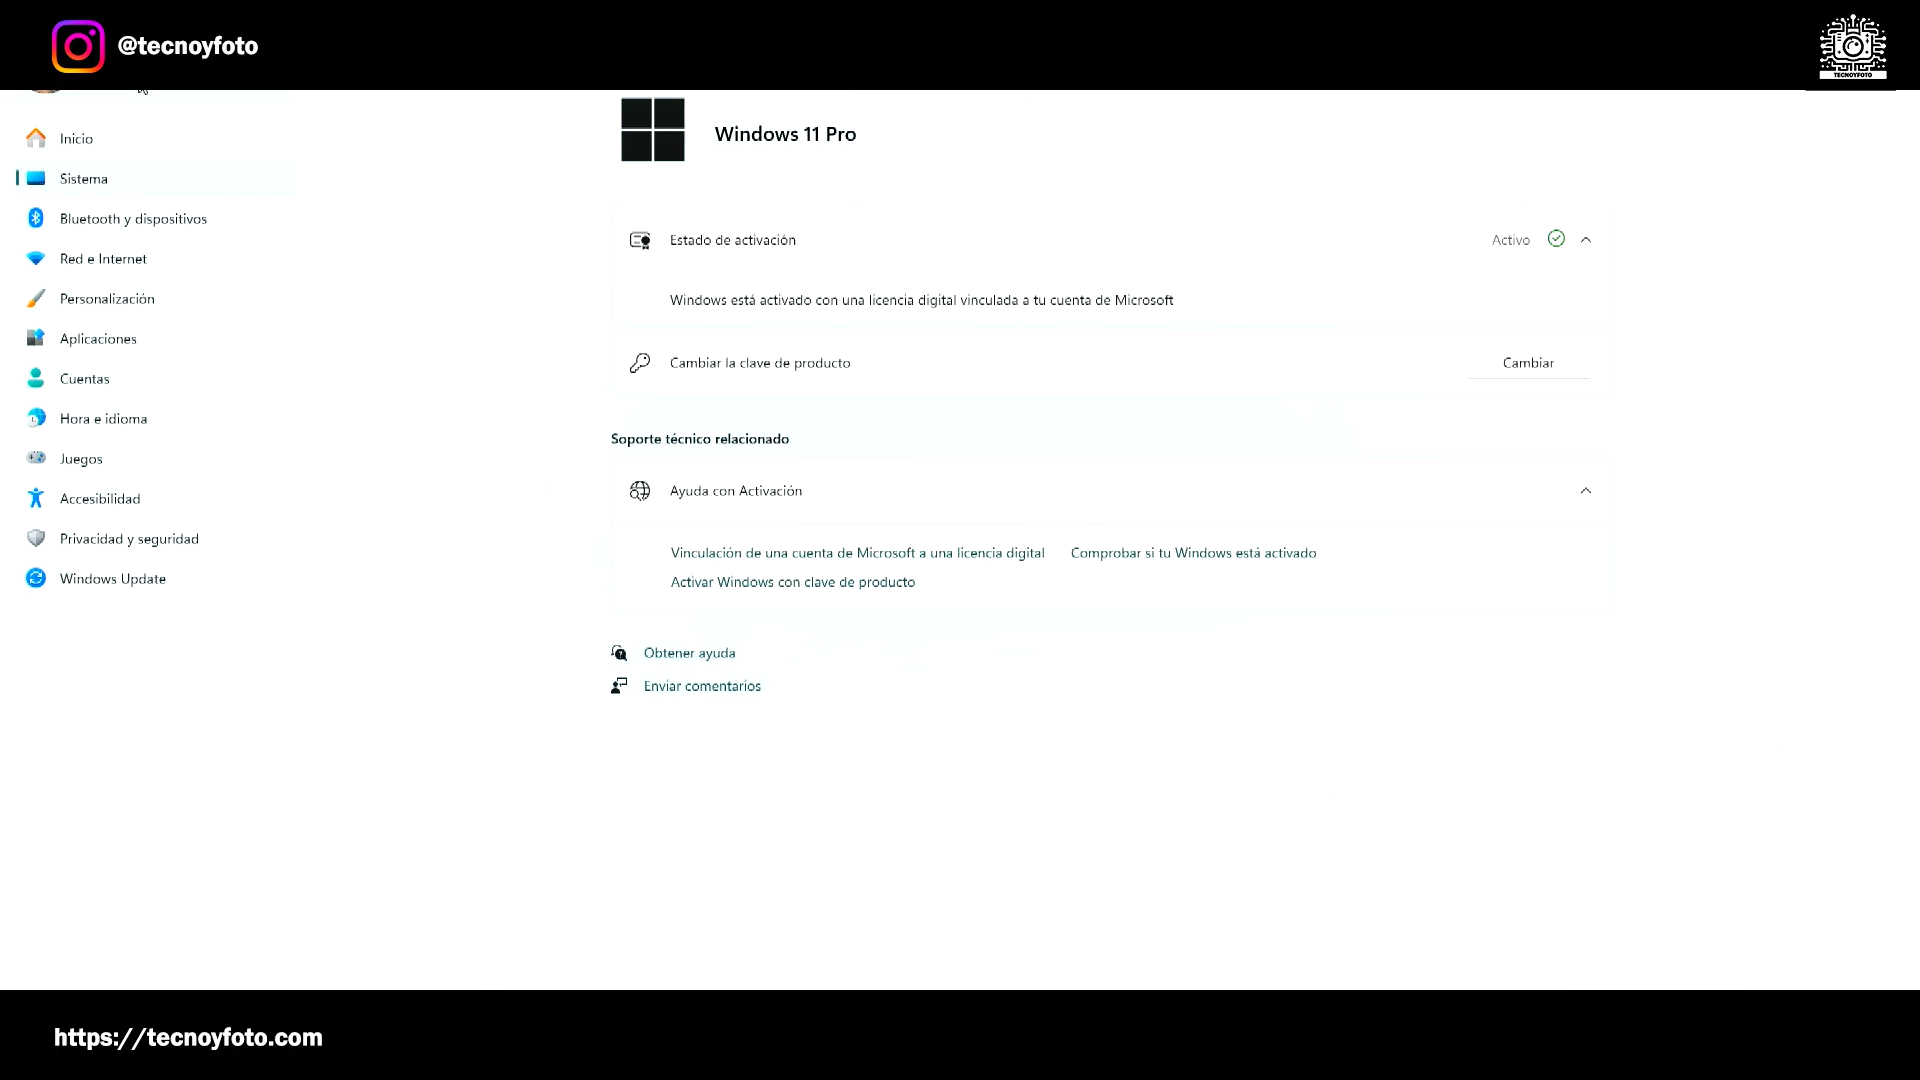 @tecnoyfoto
TECNOYFOTO
Windows 11 Pro
Inicio
Sistema
Bluetooth y dispositivos
Red e Internet
Personalización
Aplicaciones
Cuentas
Hora e idioma
Juegos
Accesibilidad
Privacidad y seguridad
Windows Update
Estado de activación
Activo
Windows está activado con una licencia digital vinculada a tu cuenta de Microsoft
Cambiar la clave de producto
Cambiar
Soporte técnico relacionado
Ayuda con Activación
Vinculación de una cuenta de Microsoft a una licencia digital
Comprobar si tu Windows está activado
Activar Windows con clave de producto
Obtener ayuda
Enviar comentarios
https://tecnoyfoto.com